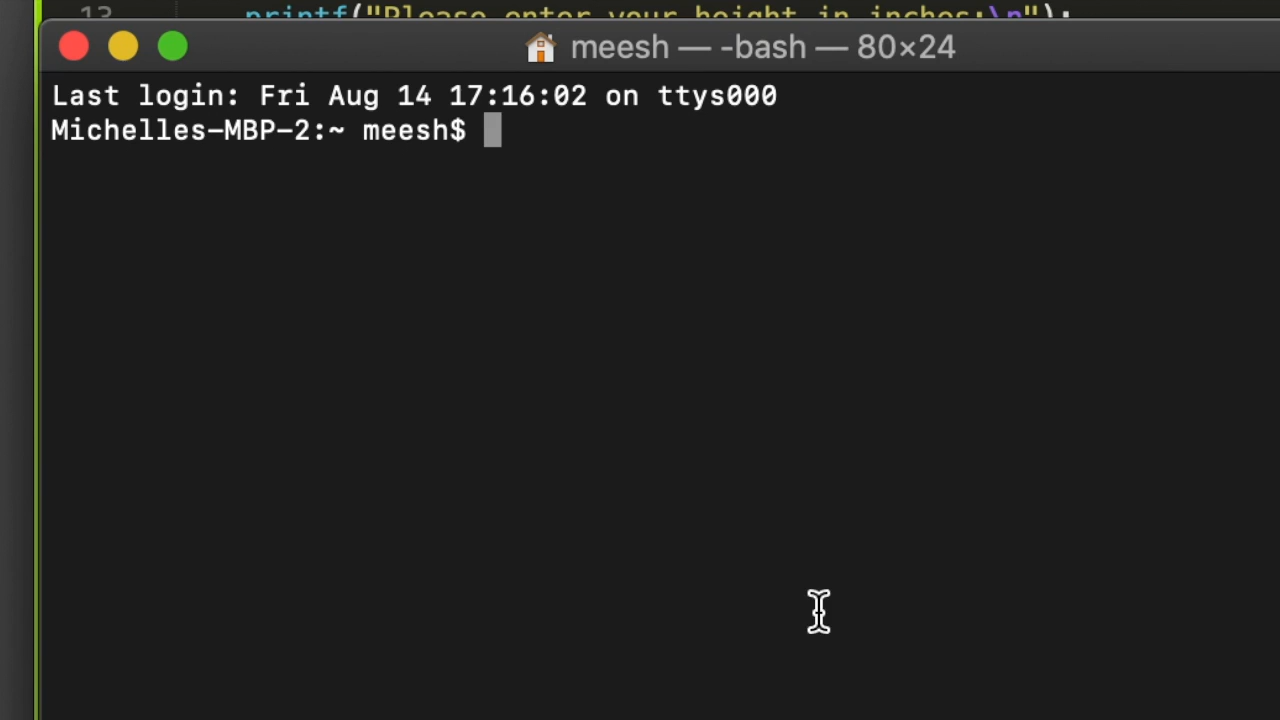 13 printf("Please enter your height in inches:\n");
meesh — -bash — 80×24
Last login: Fri Aug 14 17:16:02 on ttys000
Michelles-MBP-2:~ meesh$